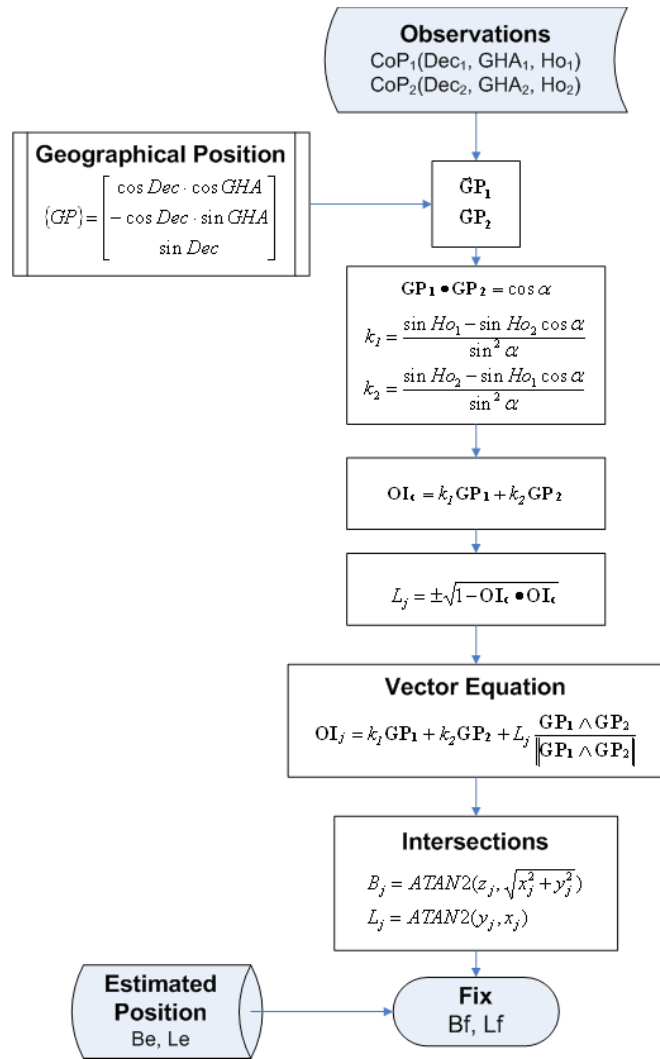 Observations
CoP₁(Dec₁, GHA₁, Ho₁)
CoP₂(Dec₂, GHA₂, Ho₂)
Geographical Position
{GP} = [ cos Dec · cos GHA
− cos Dec · sin GHA
sin Dec ]
GP₁
GP₂
GP₁ • GP₂ = cos α
k₁ = (sin Ho₁ − sin Ho₂ cos α) / sin² α
k₂ = (sin Ho₂ − sin Ho₁ cos α) / sin² α
OIc = k₁GP₁ + k₂GP₂
Lⱼ = ±√(1 − OIc • OIc)
Vector Equation
OIⱼ = k₁GP₁ + k₂GP₂ + Lⱼ (GP₁ ∧ GP₂) / ‖GP₁ ∧ GP₂‖
Intersections
Bⱼ = ATAN2(zⱼ, √(xⱼ² + yⱼ²))
Lⱼ = ATAN2(yⱼ, xⱼ)
Estimated
Position
Be, Le
Fix
Bf, Lf